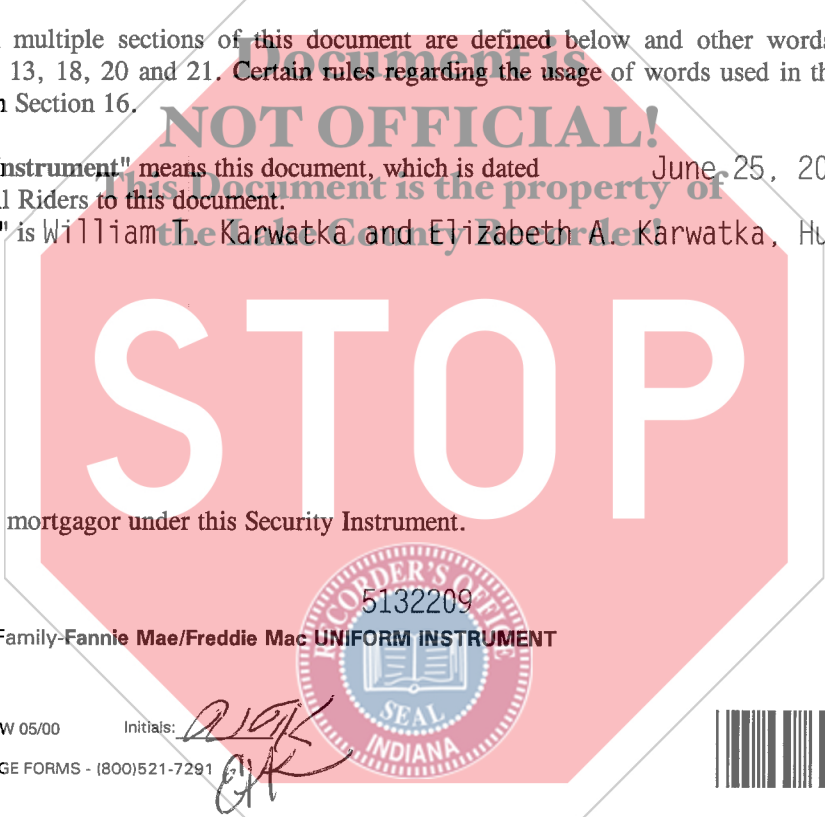 multiple sections of this document are defined below and other words
Document is
13, 18, 20 and 21. Certain rules regarding the usage of words used in th
n Section 16.
NOT OFFICIAL!
nstrument" means this document, which is dated June 25, 20
This Document is the property of
l Riders to this document.
" is William T. Karwatka and Elizabeth A. Karwatka, Hu
the Lake County Recorder!
STOP
mortgagor under this Security Instrument.
RECORDER'S OFFICE
5132209
Family-Fannie Mae/Freddie Mac UNIFORM INSTRUMENT
SEAL
INDIANA
W 05/00 Initials: WTK
GE FORMS - (800)521-7291 EAK